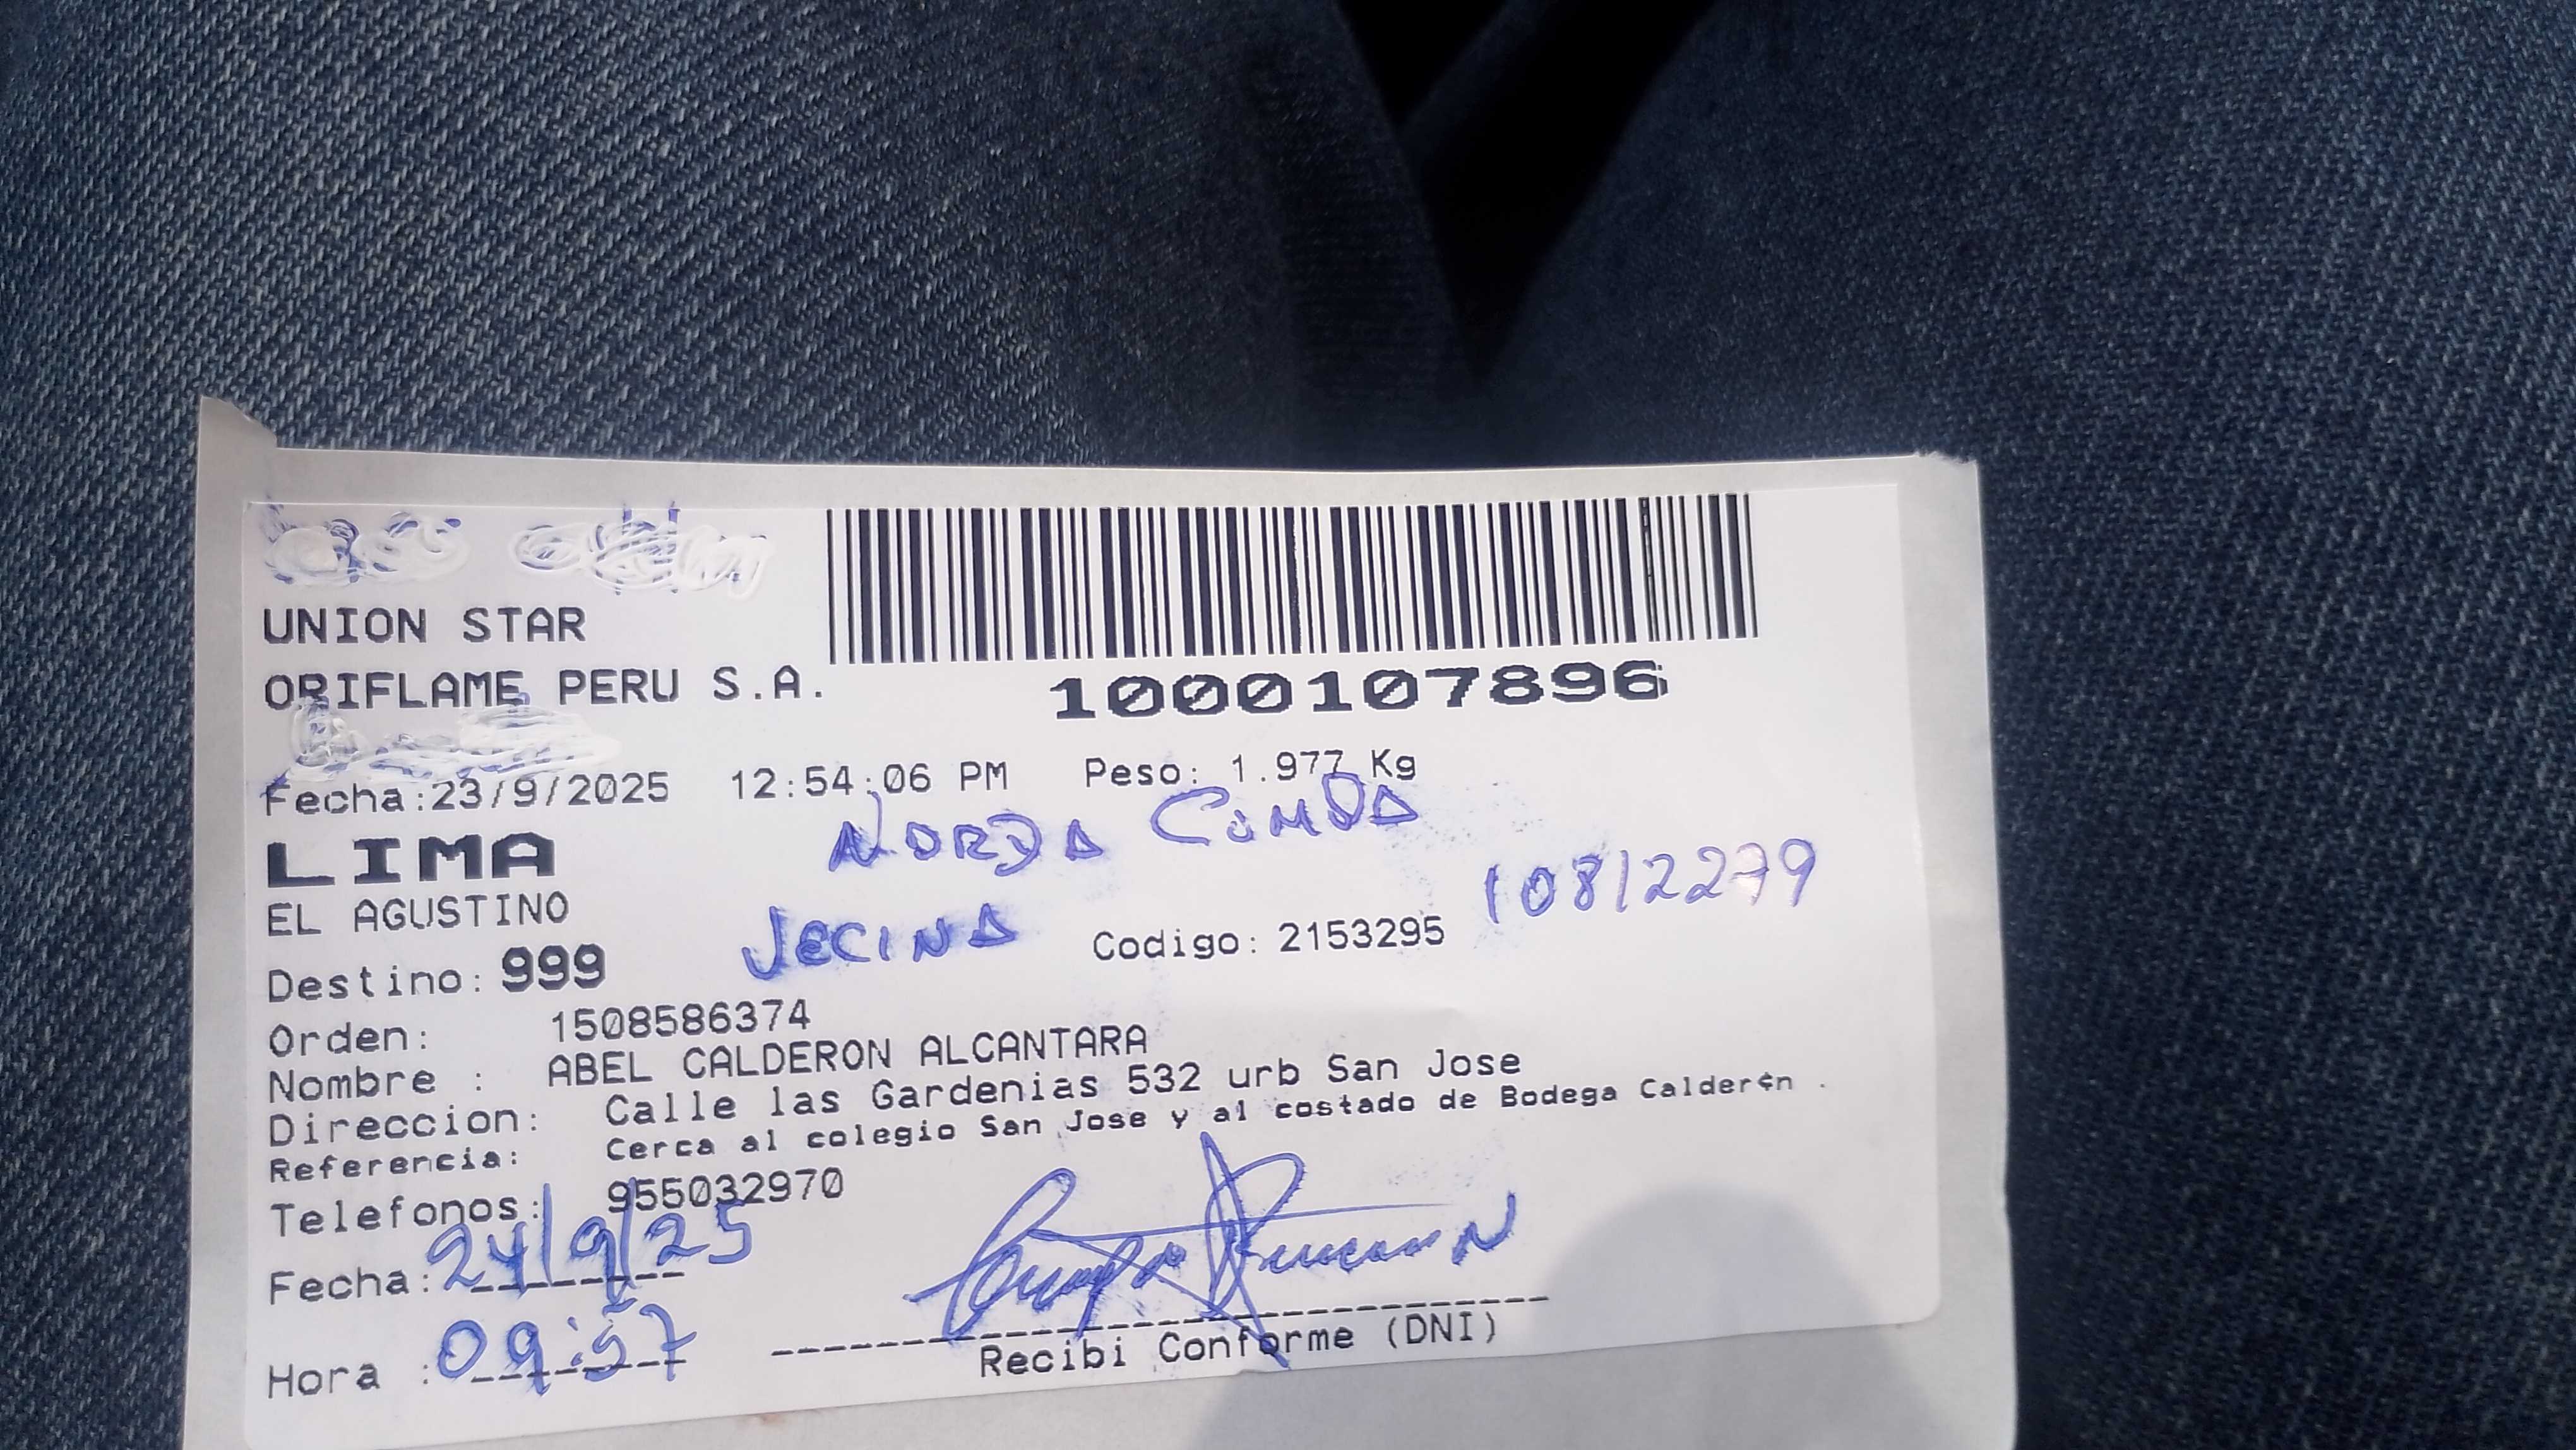 UNION STAR
ORIFLAME PERU S.A.
1000107896
Fecha:23/9/2025 12:54:06 PM Peso: 1.977 Kg
LIMA
EL AGUSTINO
JECINA
10812279
Destino: 999 Codigo: 2153295
Orden: 1508586374
Nombre : ABEL CALDERON ALCANTARA
Direccion: Calle las Gardenias 532 urb San Jose
Referencia: Cerca al colegio San Jose y al costado de Bodega Calder¢n .
Telefonos: 955032970
Fecha: 24/9/25
Hora : 09:57
Recibi Conforme (DNI)